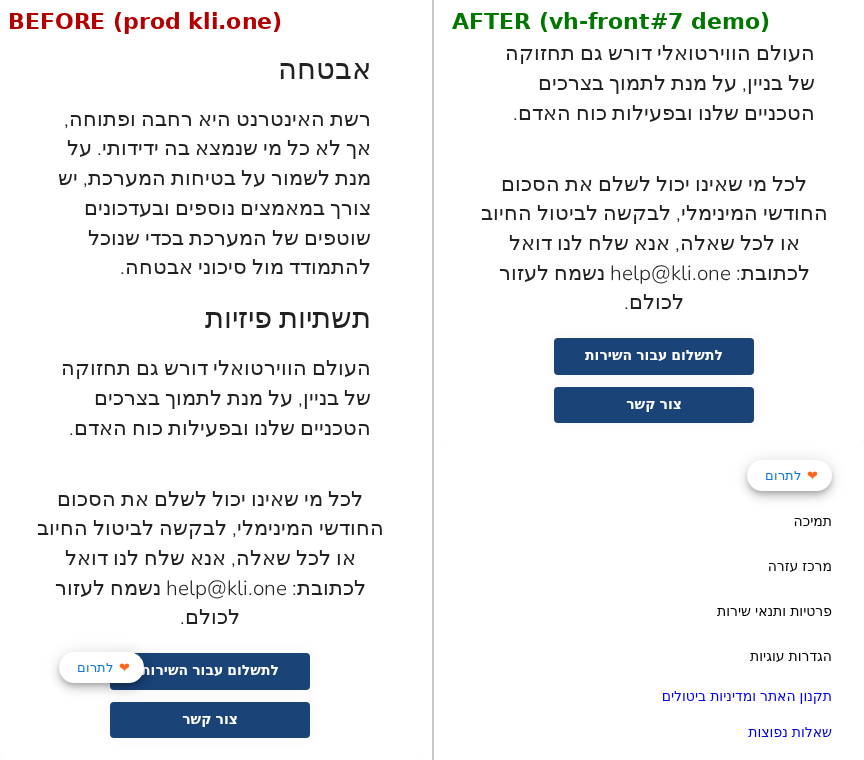 BEFORE (prod kli.one)
אבטחה
רשת האינטרנט היא רחבה ופתוחה,
אך לא כל מי שנמצא בה ידידותי. על
מנת לשמור על בטיחות המערכת, יש
צורך במאמצים נוספים ובעדכונים
שוטפים של המערכת בכדי שנוכל
להתמודד מול סיכוני אבטחה.
תשתיות פיזיות
העולם הווירטואלי דורש גם תחזוקה
של בניין, על מנת לתמוך בצרכים
הטכניים שלנו ובפעילות כוח האדם.
לכל מי שאינו יכול לשלם את הסכום
החודשי המינימלי, לבקשה לביטול החיוב
או לכל שאלה, אנא שלח לנו דואל
לכתובת: help@kli.one נשמח לעזור
לכולם.
לתשלום עבור השירות
❤ לתרום
צור קשר
AFTER (vh-front#7 demo)
העולם הווירטואלי דורש גם תחזוקה
של בניין, על מנת לתמוך בצרכים
הטכניים שלנו ובפעילות כוח האדם.
לכל מי שאינו יכול לשלם את הסכום
החודשי המינימלי, לבקשה לביטול החיוב
או לכל שאלה, אנא שלח לנו דואל
לכתובת: help@kli.one נשמח לעזור
לכולם.
לתשלום עבור השירות
צור קשר
❤ לתרום
תמיכה
מרכז עזרה
פרטיות ותנאי שירות
הגדרות עוגיות
תקנון האתר ומדיניות ביטולים
שאלות נפוצות